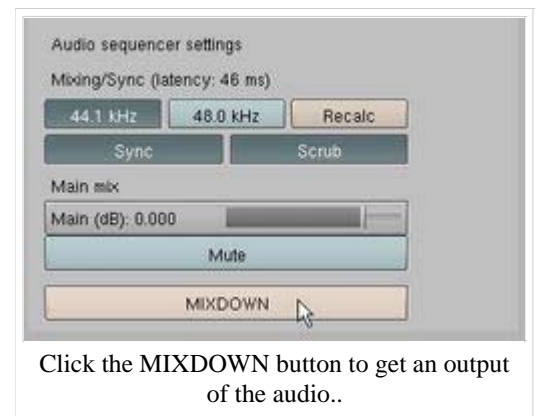 Audio sequencer settings
Mixing/Sync (latency: 46 ms)
44.1 kHz 48.0 kHz Recalc
Sync Scrub
Main mix
Main (dB): 0.000
Mute
MIXDOWN
Click the MIXDOWN button to get an output
of the audio..